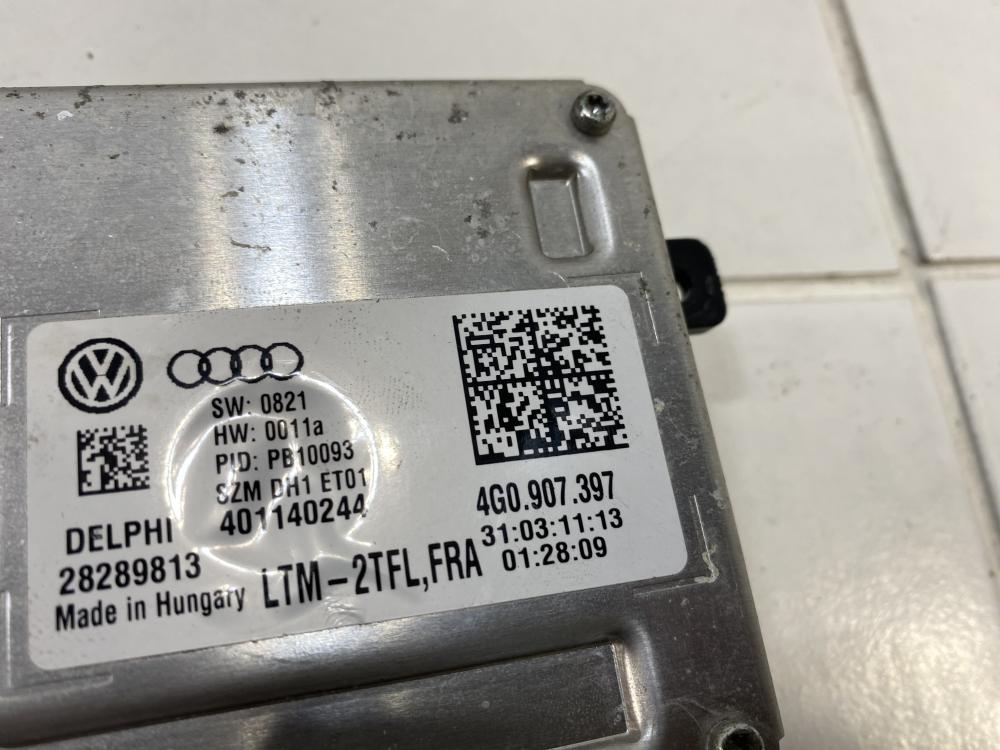 SW: 0821
HW: 0011a
PID: PB10093
SZM DH1 ET01
401140244
DELPHI
28289813
Made in Hungary
LTM-2TFL,FRA
4G0.907.397
31:03:11:13
01:28:09